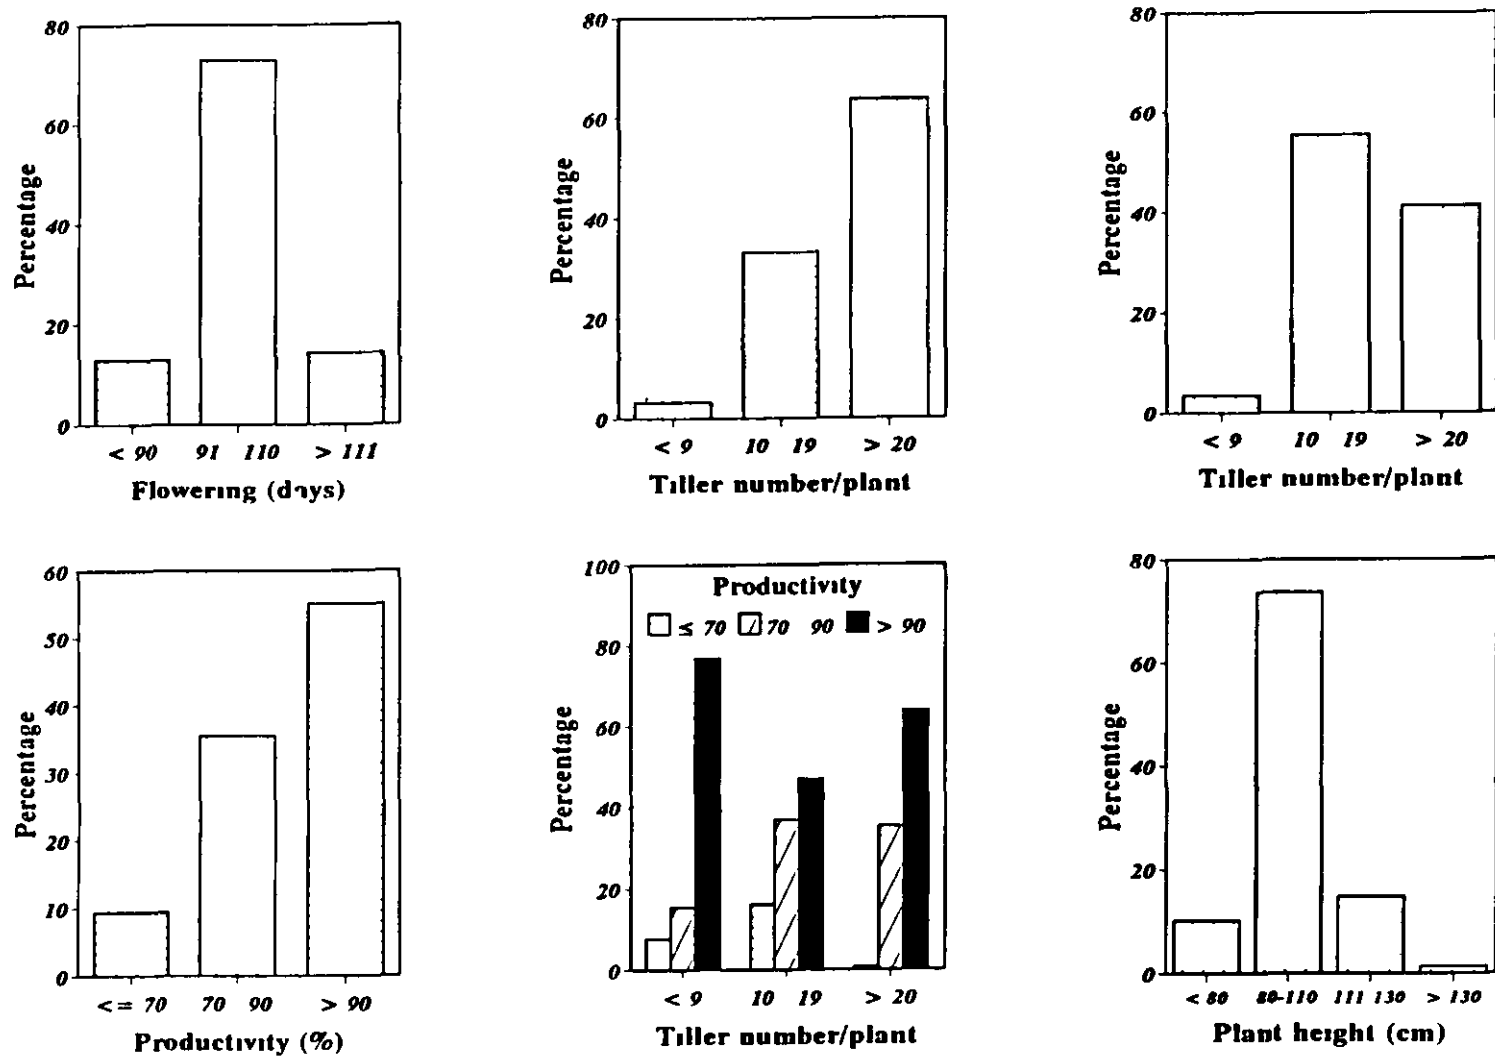 80
60
40
20
0
Percentage
< 90 91 110 > 111
Flowering (days)
80
60
40
20
0
Percentage
< 9 10 19 > 20
Tiller number/plant
80
60
40
20
0
Percentage
< 9 10 19 > 20
Tiller number/plant
60
50
40
30
20
10
0
Percentage
< = 70 70 90 > 90
Productivity (%)
100
80
60
40
20
0
Percentage
Productivity
≤ 70 70 90 > 90
< 9 10 19 > 20
Tiller number/plant
80
60
40
20
0
Percentage
< 80 80-110 111 130 > 130
Plant height (cm)